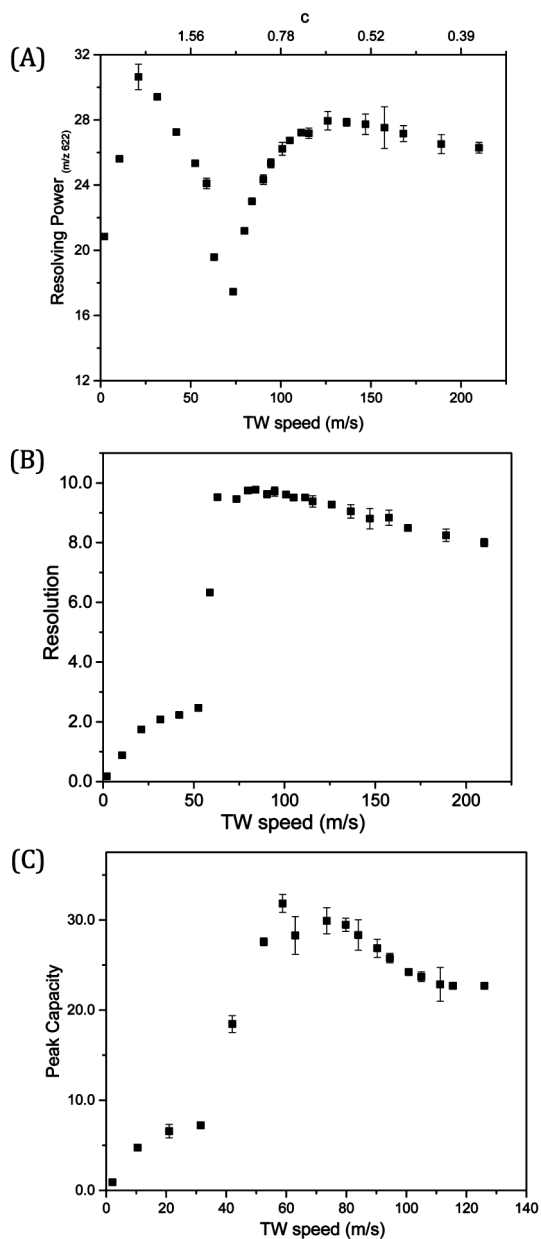 c
1.56 0.78 0.52 0.39
(A)
32
28
24
20
16
12
Resolving Power (m/z 622)
0 50 100 150 200
TW speed (m/s)
(B)
10.0
8.0
6.0
4.0
2.0
0.0
Resolution
0 50 100 150 200
TW speed (m/s)
(C)
30.0
20.0
10.0
0.0
Peak Capacity
0 20 40 60 80 100 120 140
TW speed (m/s)